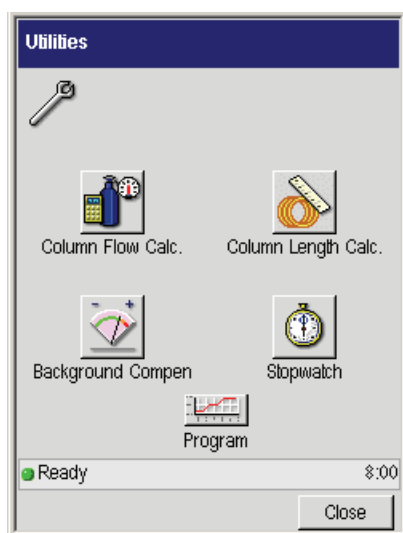 Utilities
Column Flow Calc. Column Length Calc.
- +
Background Compen Stopwatch
Program
Ready 8:00
Close